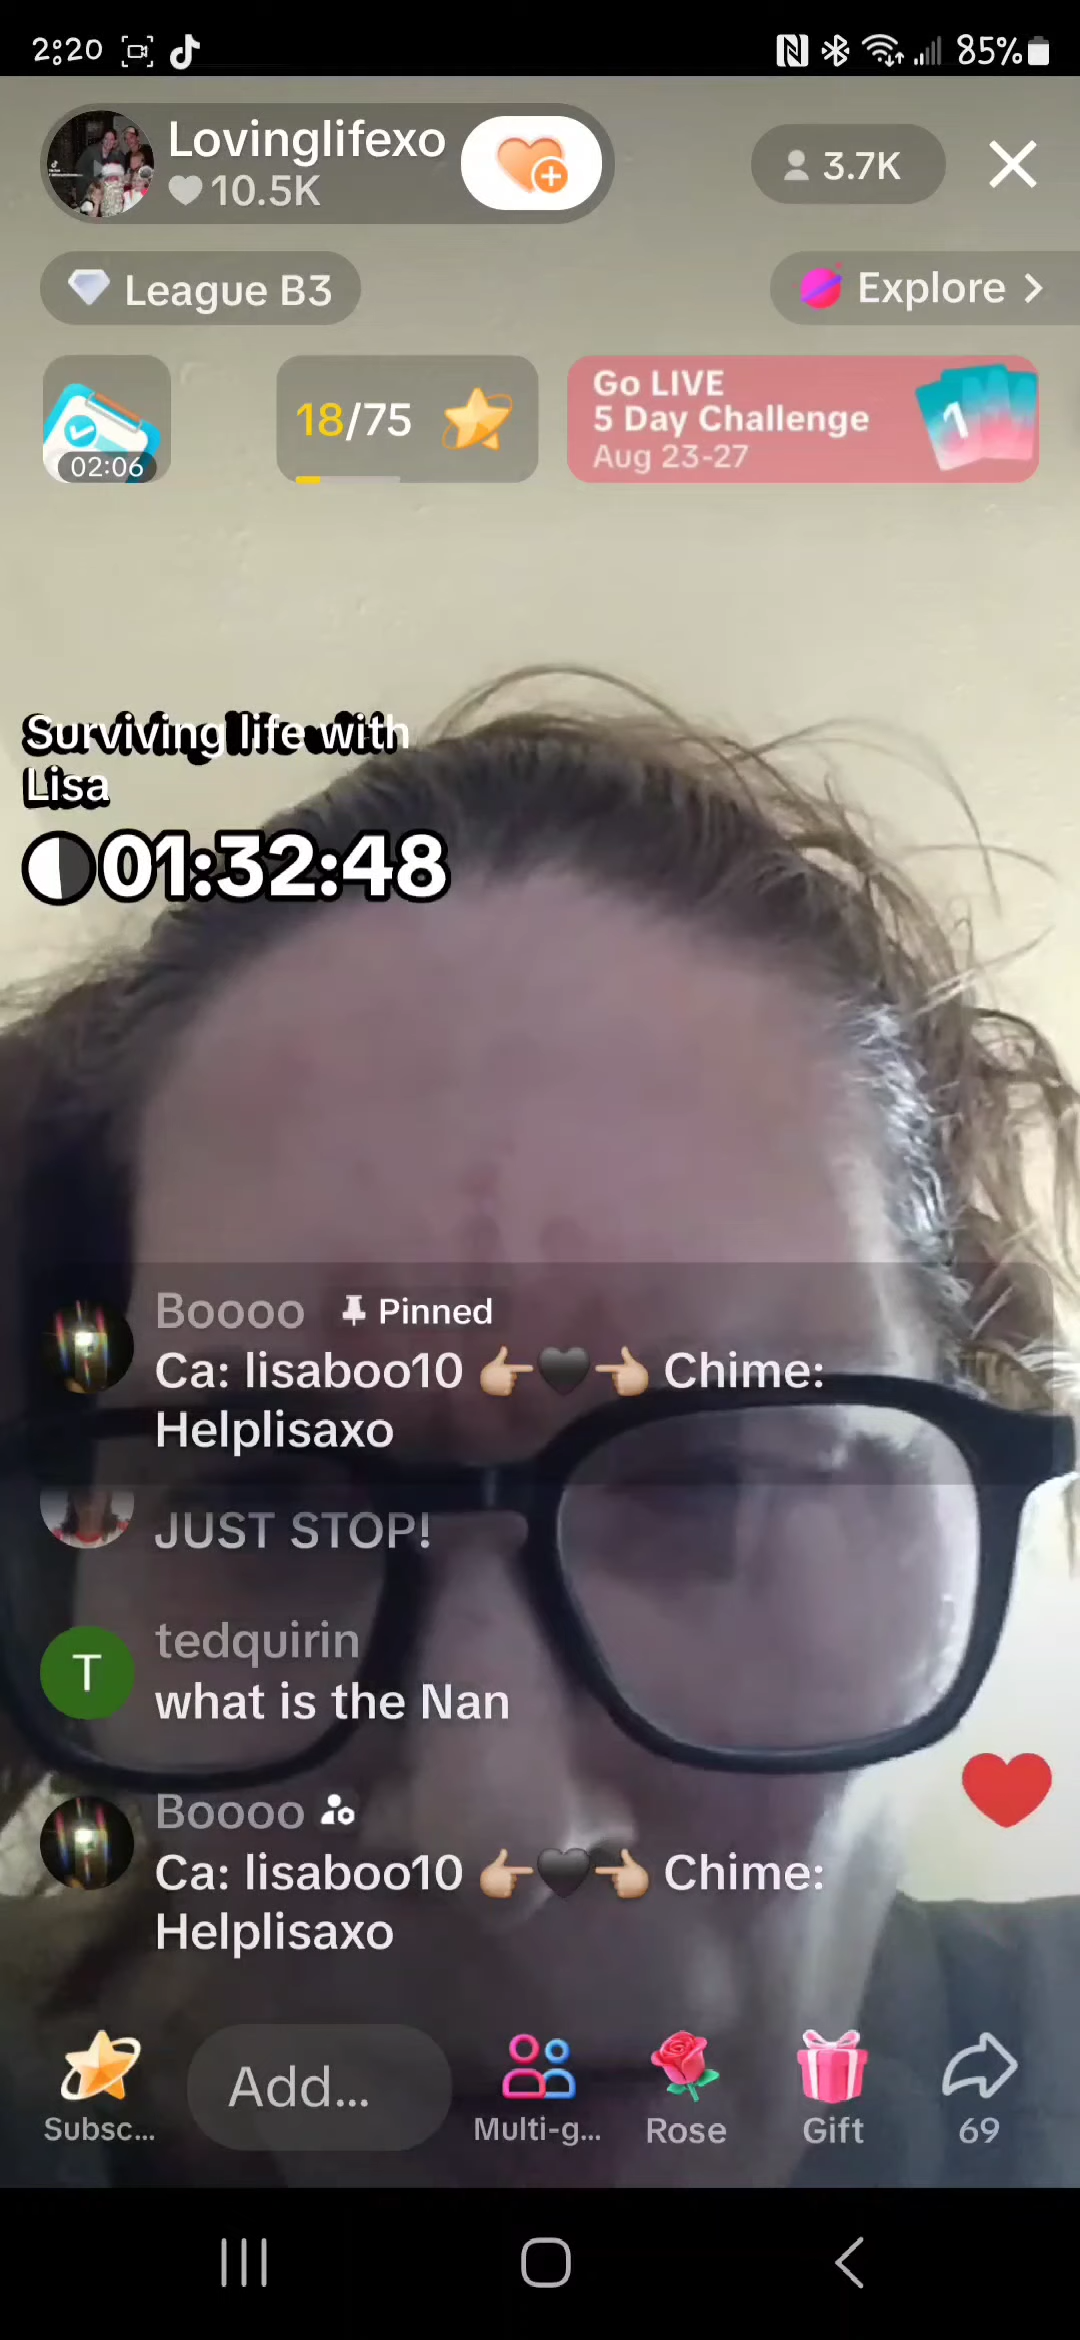 2:20
85%
Lovinglifexo
10.5K
3.7K
League B3
Explore
02:06
18/75
Go LIVE
5 Day Challenge
Aug 23-27
1
Surviving life with
Lisa
01:32:48
Boooo Pinned
Ca: lisaboo10 👉🏼🖤👈🏼 Chime:
Helplisaxo
JUST STOP!
T
tedquirin
what is the Nan
Boooo
Ca: lisaboo10 👉🏼🖤👈🏼 Chime:
Helplisaxo
Add...
Subsc...
Multi-g...
Rose
Gift
69